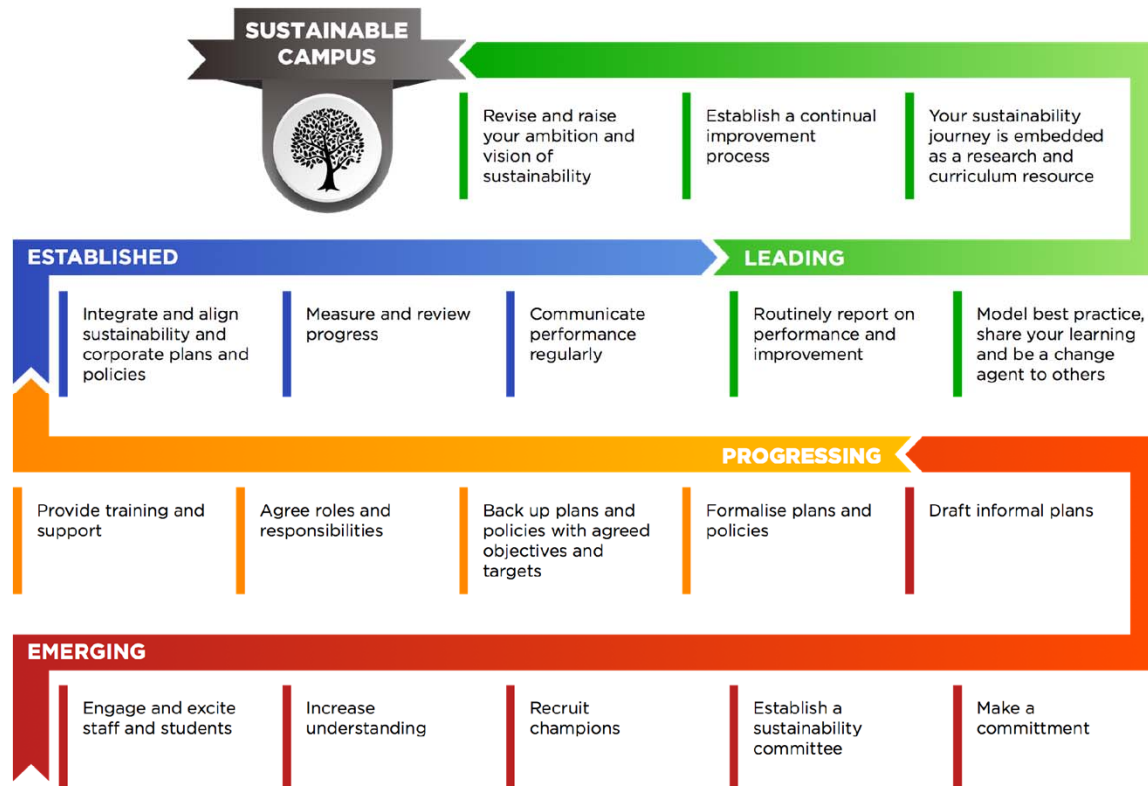 SUSTAINABLE
CAMPUS
Revise and raise
your ambition and
vision of
sustainability
Establish a continual
improvement
process
Your sustainability
journey is embedded
as a research and
curriculum resource
ESTABLISHED
LEADING
Integrate and align
sustainability and
corporate plans and
policies
Measure and review
progress
Communicate
performance
regularly
Routinely report on
performance and
improvement
Model best practice,
share your learning
and be a change
agent to others
PROGRESSING
Provide training and
support
Agree roles and
responsibilities
Back up plans and
policies with agreed
objectives and
targets
Formalise plans and
policies
Draft informal plans
EMERGING
Engage and excite
staff and students
Increase
understanding
Recruit
champions
Establish a
sustainability
committee
Make a
committment